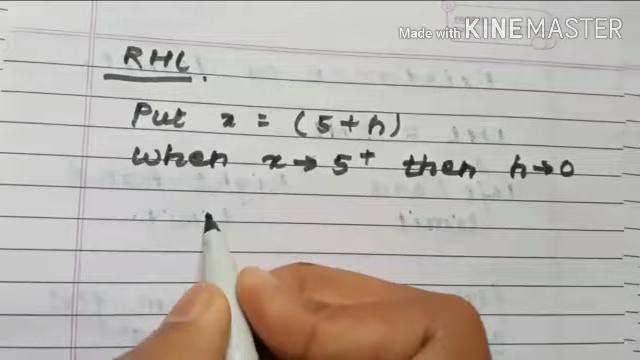 Made with KINEMASTER
RHL.
Put x = (5+h)
When x → 5⁺ then h→0